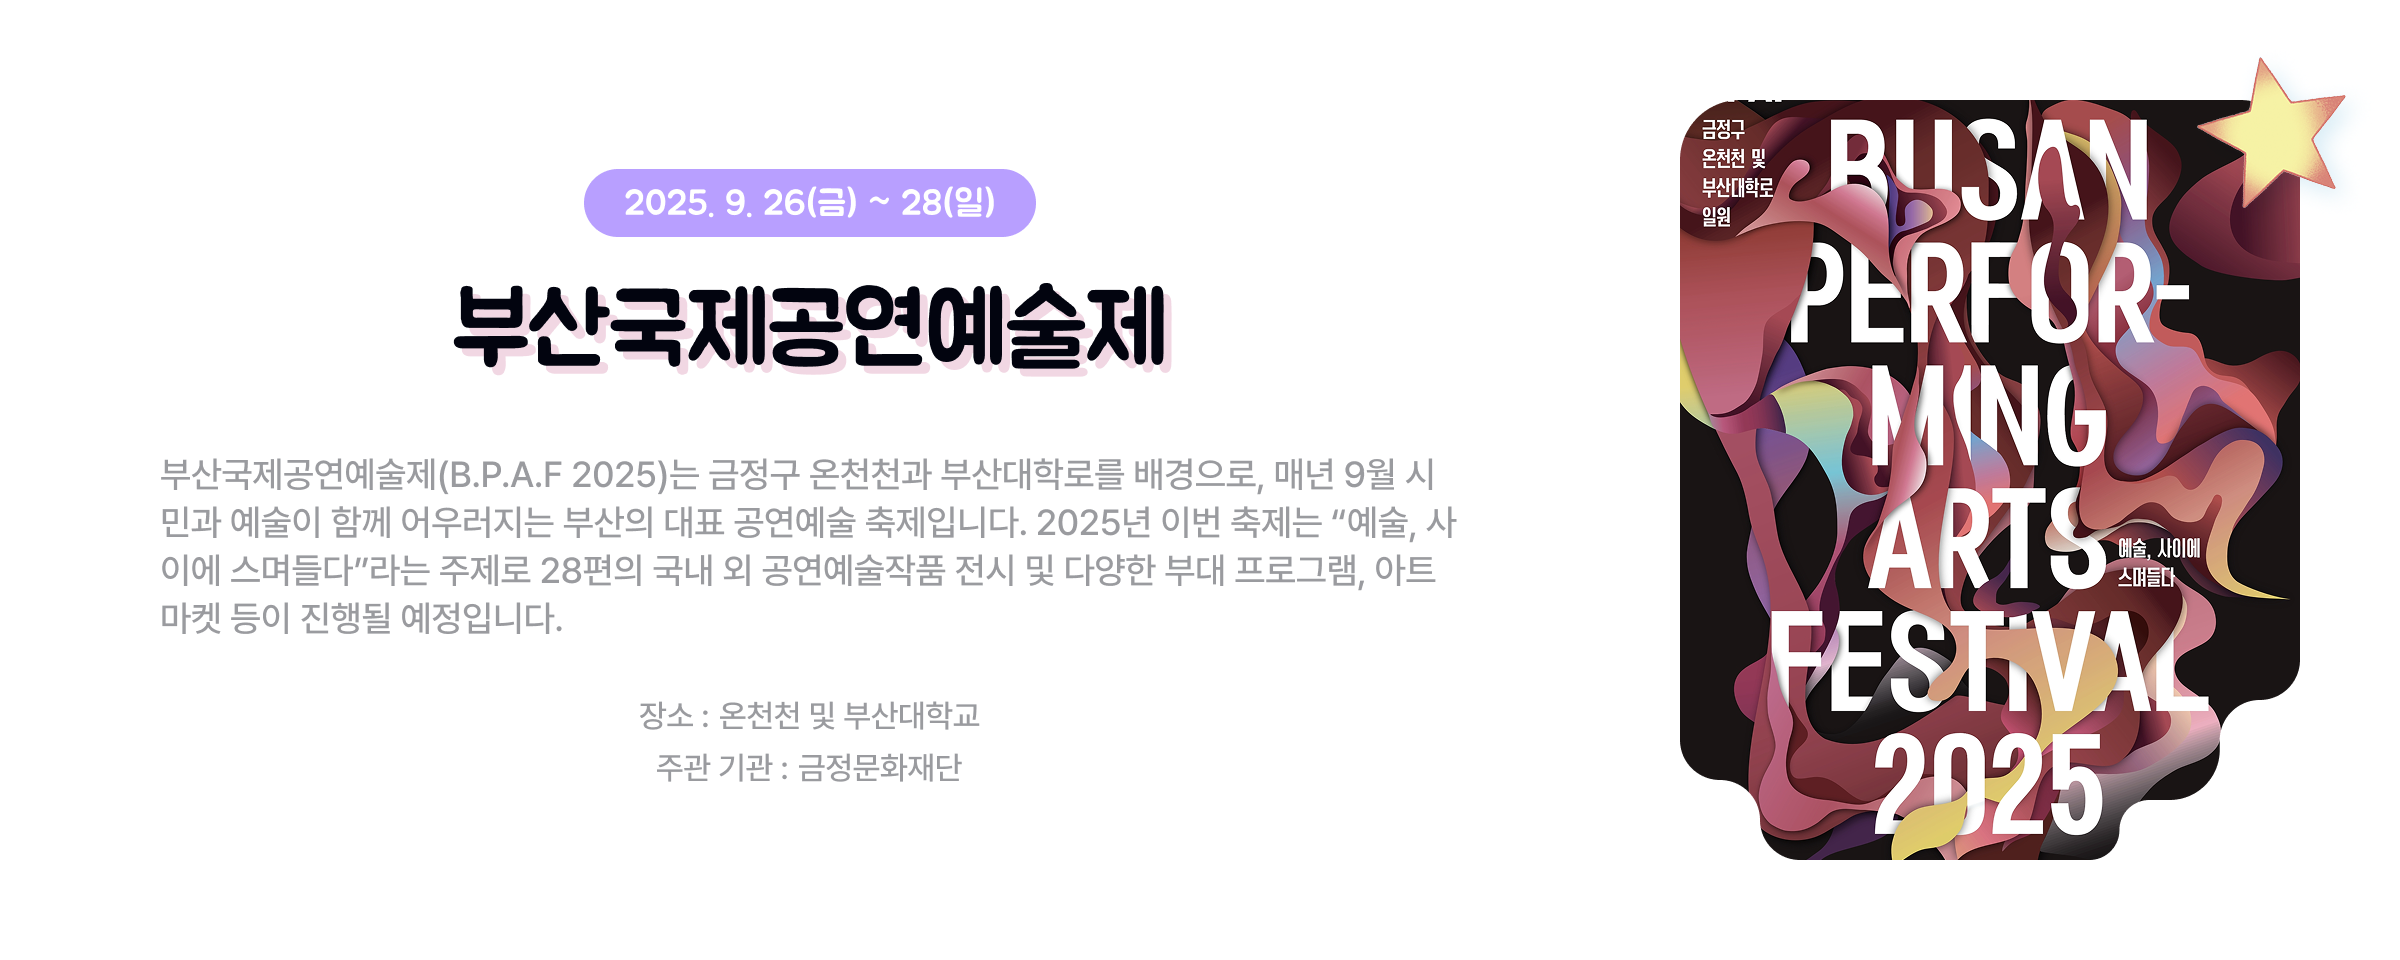 2025. 9. 26(금) ~ 28(일)
부산국제공연예술제
부산국제공연예술제(B.P.A.F 2025)는 금정구 온천천과 부산대학로를 배경으로, 매년 9월 시
민과 예술이 함께 어우러지는 부산의 대표 공연예술 축제입니다. 2025년 이번 축제는 “예술, 사
이에 스며들다”라는 주제로 28편의 국내 외 공연예술작품 전시 및 다양한 부대 프로그램, 아트
마켓 등이 진행될 예정입니다.
장소 : 온천천 및 부산대학교
주관 기관 : 금정문화재단
금정구
온천천 및
부산대학로
일원
BUSAN
PERFOR-
MING
ARTS
예술, 사이에
스며들다
FESTIVAL
2025